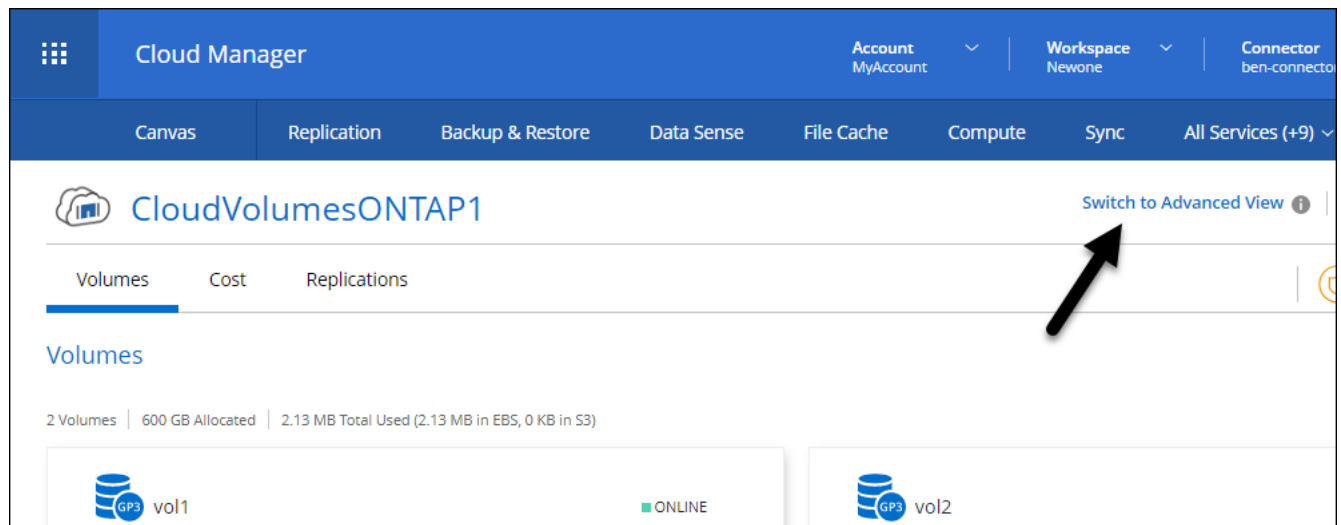 Cloud Manager
Account
MyAccount
Workspace
Newone
Connector
Canvas
Replication
Backup & Restore
Data Sense
File Cache
Compute
Sync
All Services (+9)
CloudVolumesONTAP1
Switch to Advanced View
Volumes
Cost
Replications
Volumes
2 Volumes | 600 GB Allocated | 2.13 MB Total Used (2.13 MB in EBS, 0 KB in S3)
GP3
vol1
ONLINE
GP3
vol2